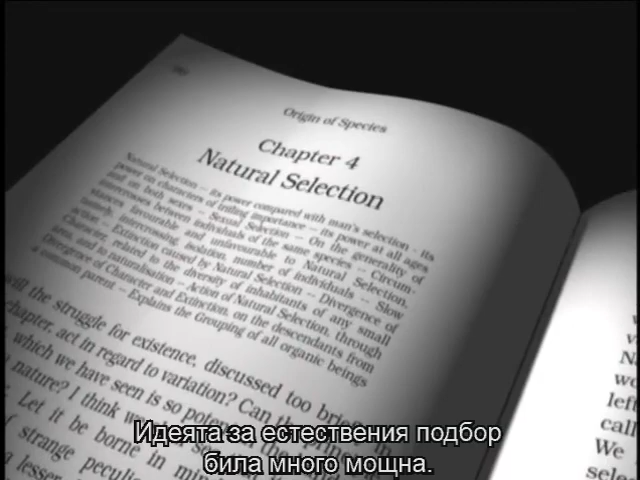 Origin of Species
Chapter 4
Natural Selection
Natural Selection – its power compared with man's selection – its
power on characters of trifling importance – its power at all ages
and on both sexes – Sexual Selection – On the generality of
intercrosses between individuals of the same species – Circum-
stances favourable and unfavourable to Natural Selection,
namely, intercrossing, isolation, number of individuals – Slow
action – Extinction caused by Natural Selection – Divergence of
Character, related to the diversity of inhabitants of any small
area, and to naturalisation – Action of Natural Selection, through
Divergence of Character and Extinction, on the descendants from
a common parent – Explains the Grouping of all organic beings
will the struggle for existence, discussed too
chapter, act in regard to variation? Can
which we have seen is so
nature? I think we
Let it be borne in
strange
lesser
left
call
We
Идеята за естествения подбор
била много мощна.